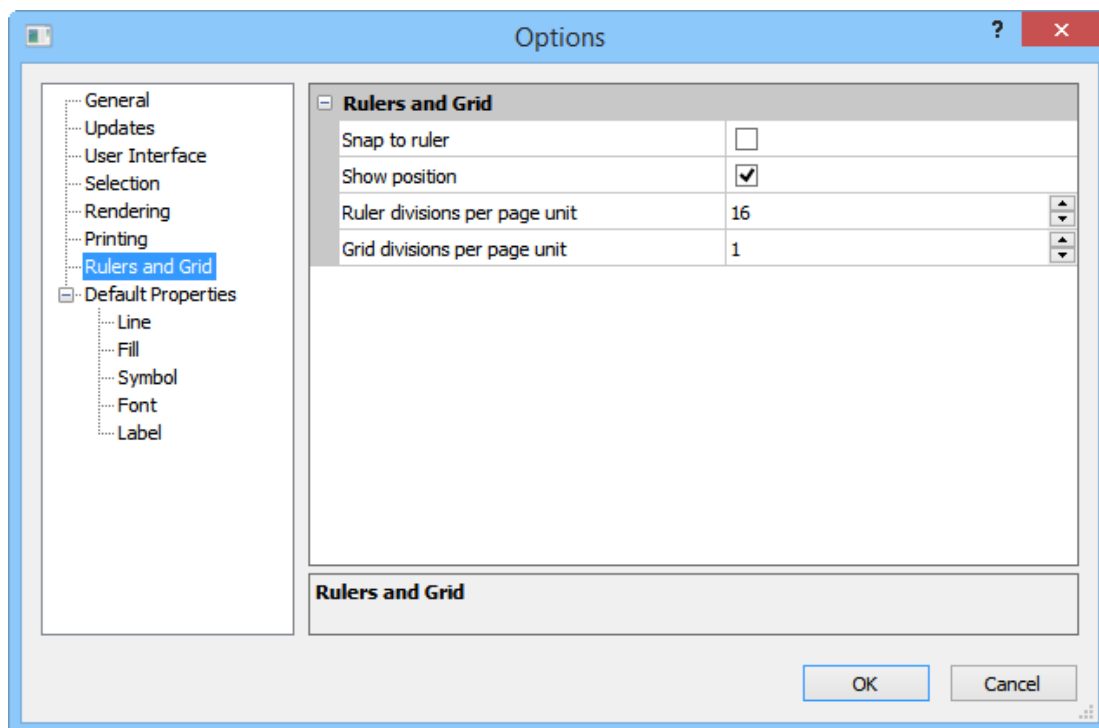 Options
?
General
Updates
User Interface
Selection
Rendering
Printing
Rulers and Grid
Default Properties
Line
Fill
Symbol
Font
Label
Rulers and Grid
Snap to ruler
Show position
Ruler divisions per page unit 16
Grid divisions per page unit 1
Rulers and Grid
OK Cancel